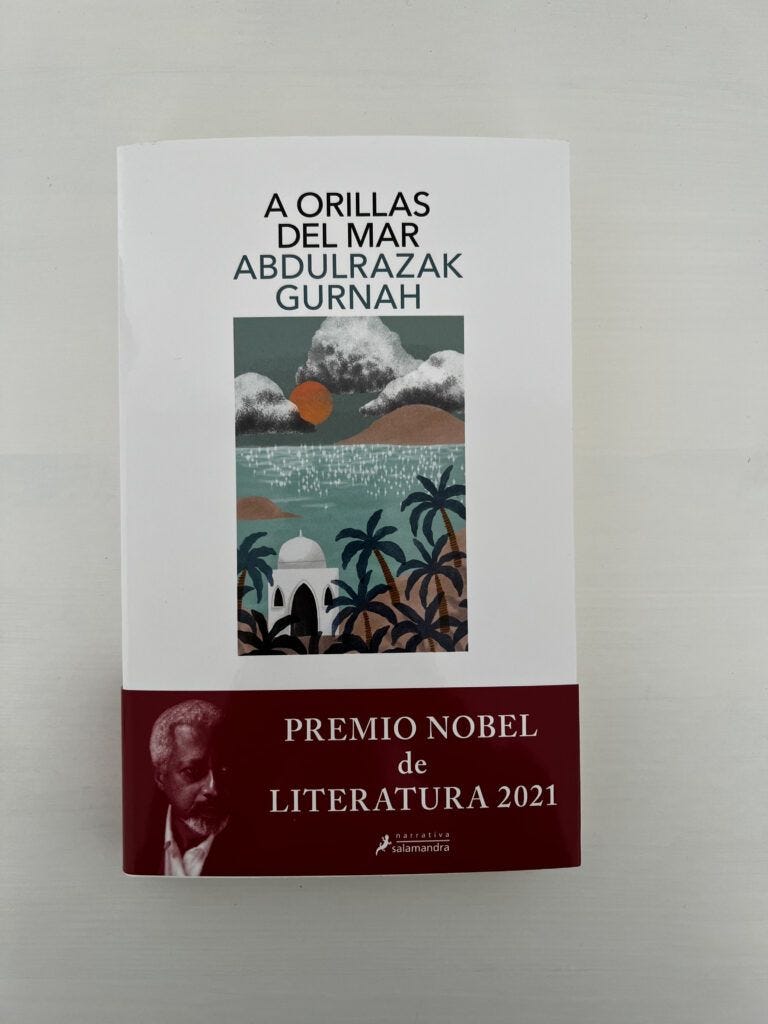 A ORILLAS
DEL MAR
ABDULRAZAK
GURNAH
PREMIO NOBEL
de
LITERATURA 2021
narrativa
salamandra